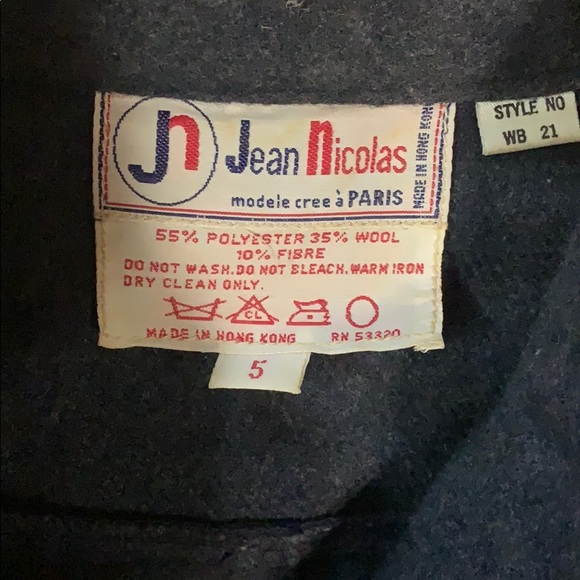 Jn Jean Nicolas
modele cree à PARIS
MADE IN HONG KONG
STYLE NO
WB 21
55% POLYESTER 35% WOOL
10% FIBRE
DO NOT WASH.DO NOT BLEACH.WARM IRON
DRY CLEAN ONLY.
CL
MADE IN HONG KONG RN 53320
5